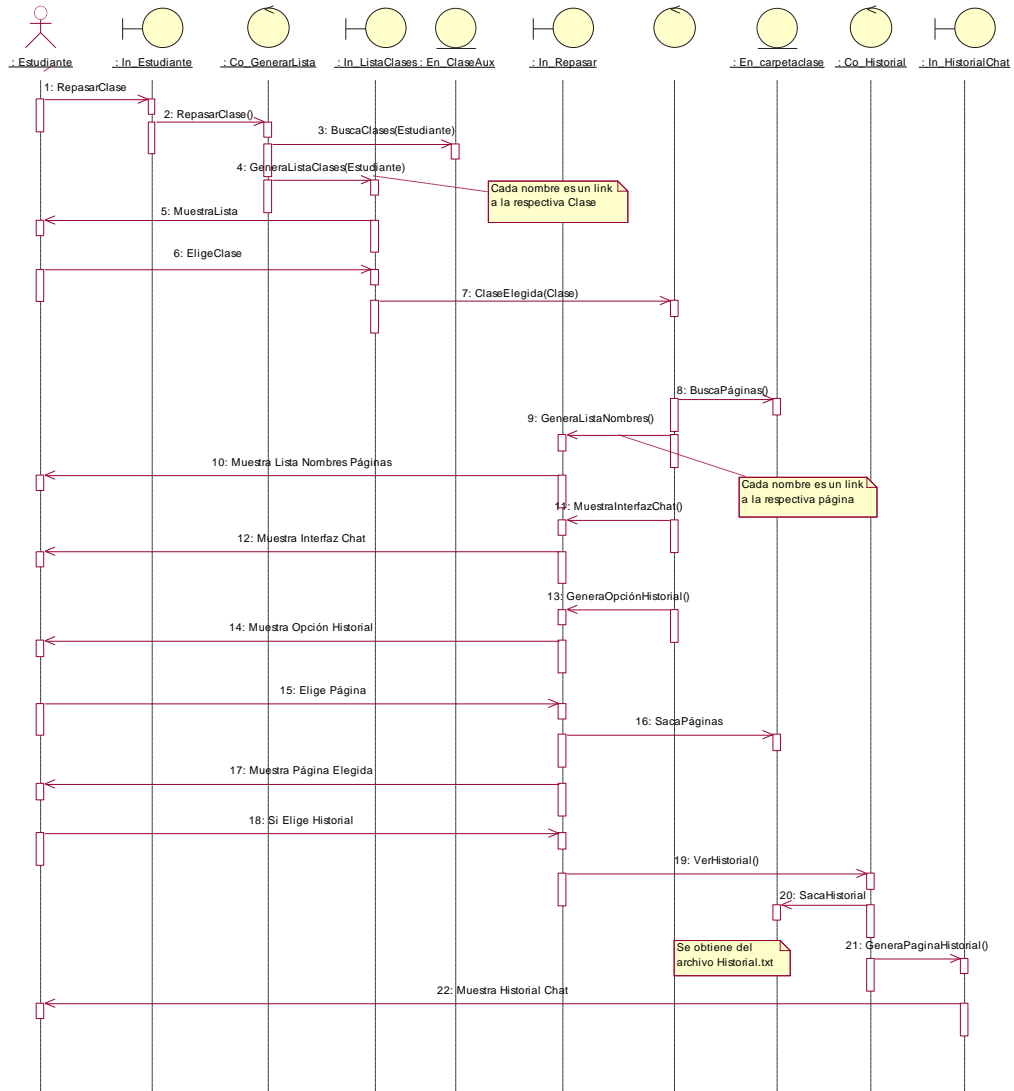 : Estudiante
: In_Estudiante
: Co_GenerarLista
: In_ListaClases
: En_ClaseAux
: In_Repasar
: En_carpetaclase
: Co_Historial
: In_HistorialChat
1: RepasarClase
2: RepasarClase()
3: BuscaClases(Estudiante)
4: GeneraListaClases(Estudiante)
Cada nombre es un link
a la respectiva Clase
5: MuestraLista
6: EligeClase
7: ClaseElegida(Clase)
8: BuscaPáginas()
9: GeneraListaNombres()
10: Muestra Lista Nombres Páginas
Cada nombre es un link
a la respectiva página
11: MuestraInterfazChat()
12: Muestra Interfaz Chat
13: GeneraOpciónHistorial()
14: Muestra Opción Historial
15: Elige Página
16: SacaPáginas
17: Muestra Página Elegida
18: Si Elige Historial
19: VerHistorial()
20: SacaHistorial
Se obtiene del
archivo Historial.txt
21: GeneraPaginaHistorial()
22: Muestra Historial Chat